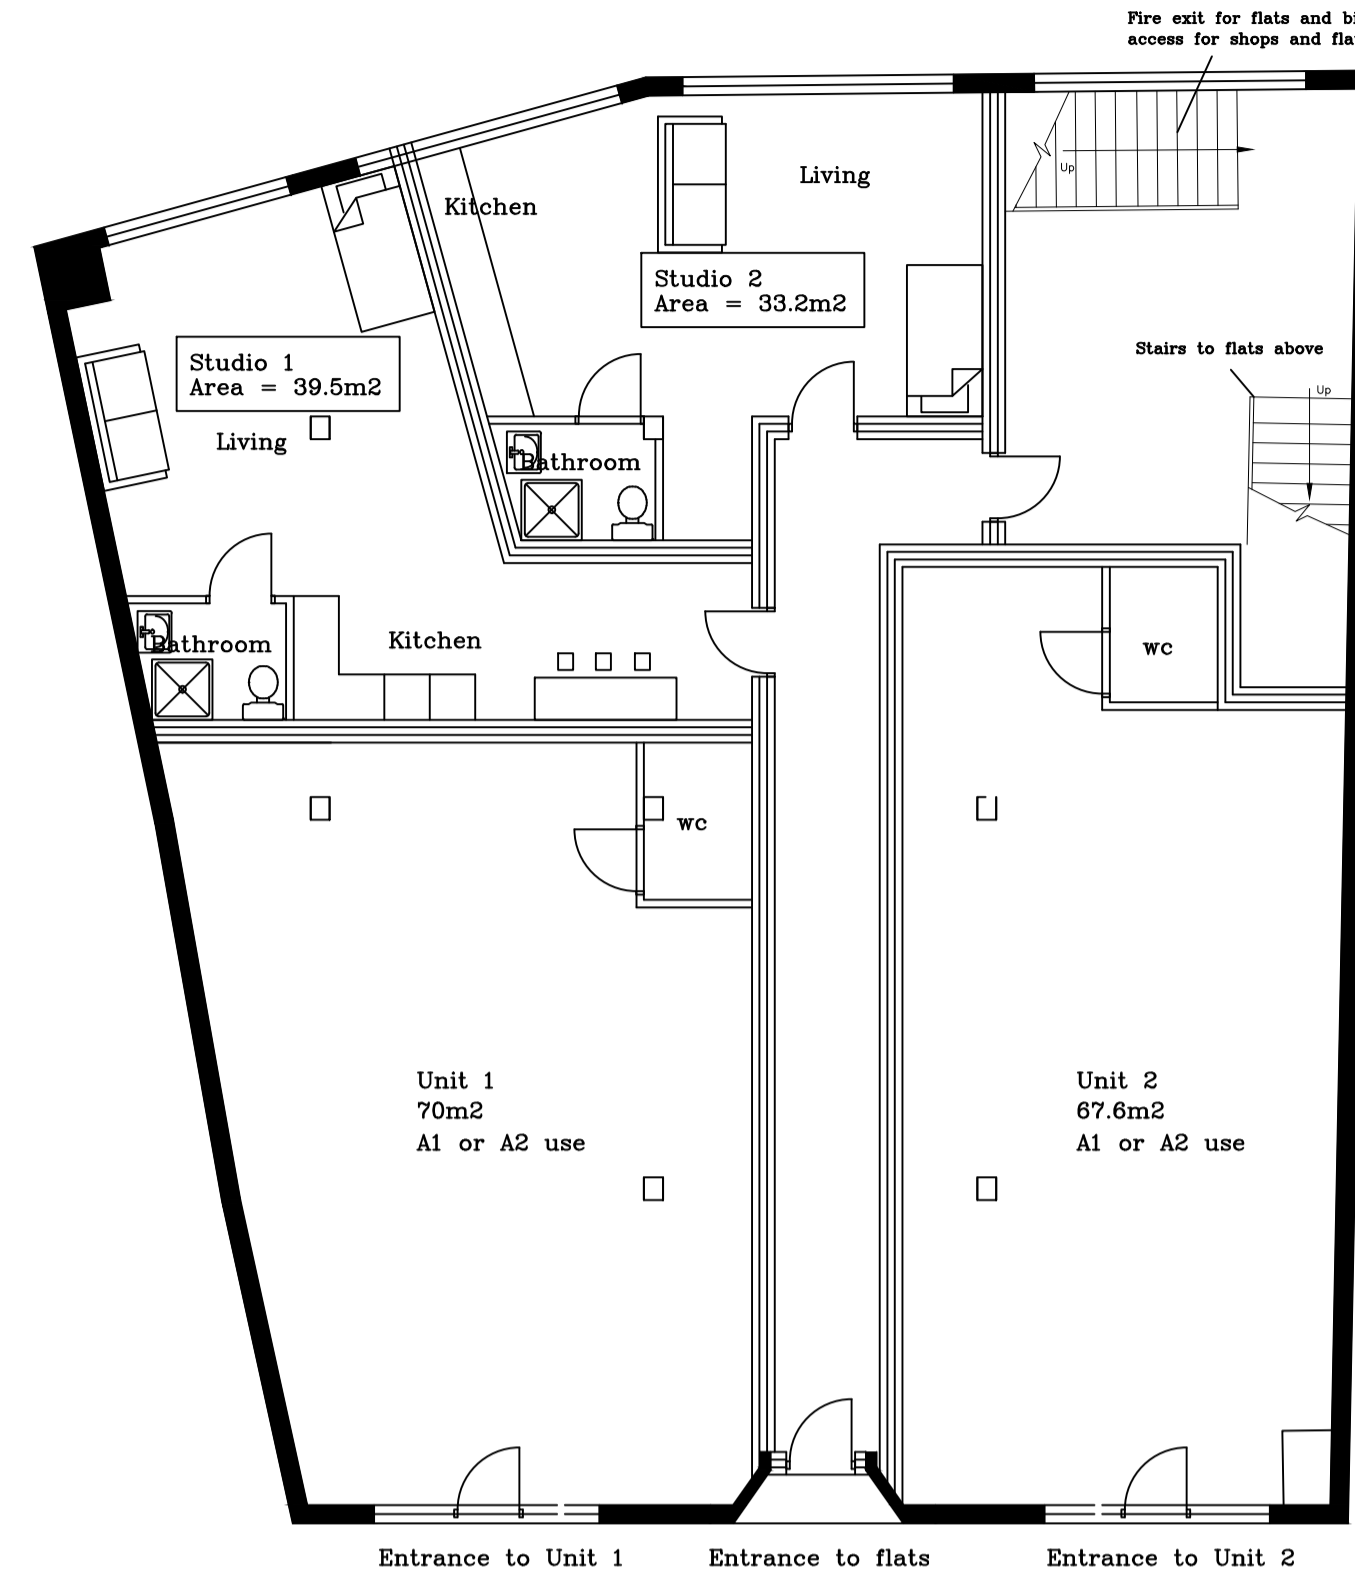 Fire exit for flats and bi
access for shops and fla
Up
Living
Kitchen
Studio 2
Area = 33.2m2
Stairs to flats above
Up
Studio 1
Area = 39.5m2
Living
Bathroom
Bathroom
Kitchen
wc
wc
Unit 1
70m2
A1 or A2 use
Unit 2
67.6m2
A1 or A2 use
Entrance to Unit 1
Entrance to flats
Entrance to Unit 2